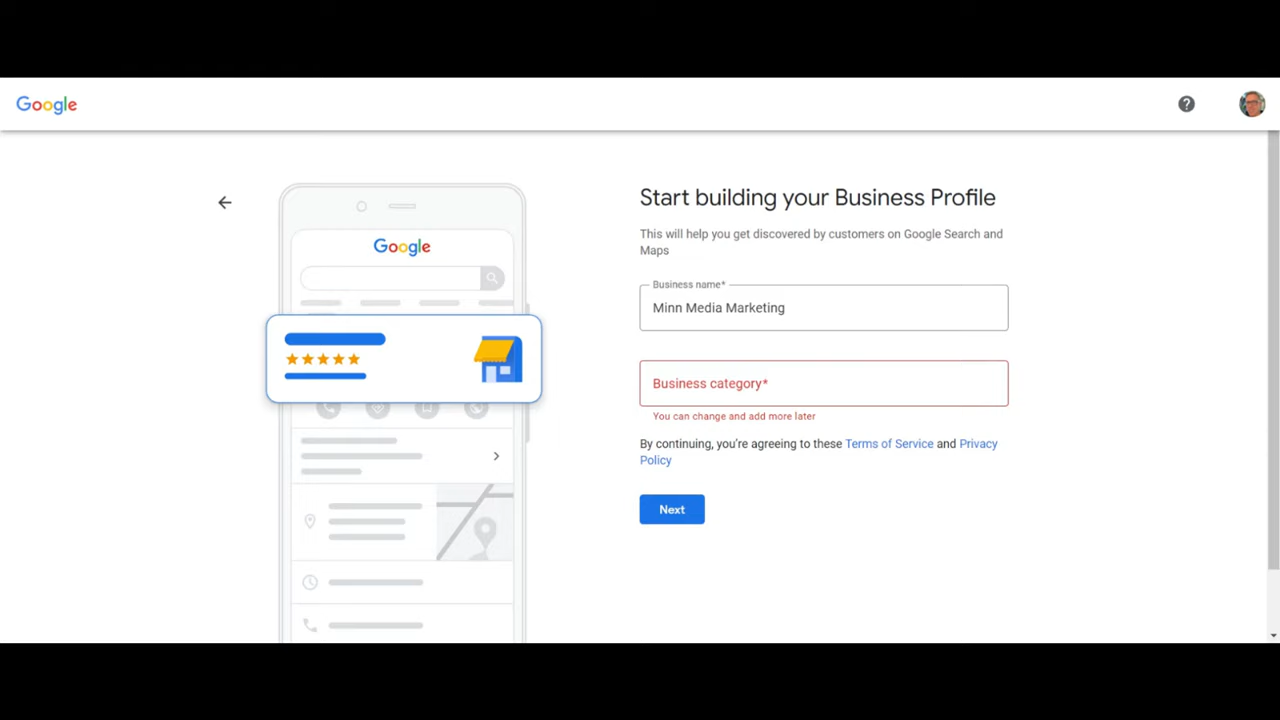 Google
Start building your Business Profile
This will help you get discovered by customers on Google Search and
Maps
Business name*
Minn Media Marketing
Business category*
You can change and add more later
By continuing, you're agreeing to these Terms of Service and Privacy
Policy
Next
Google